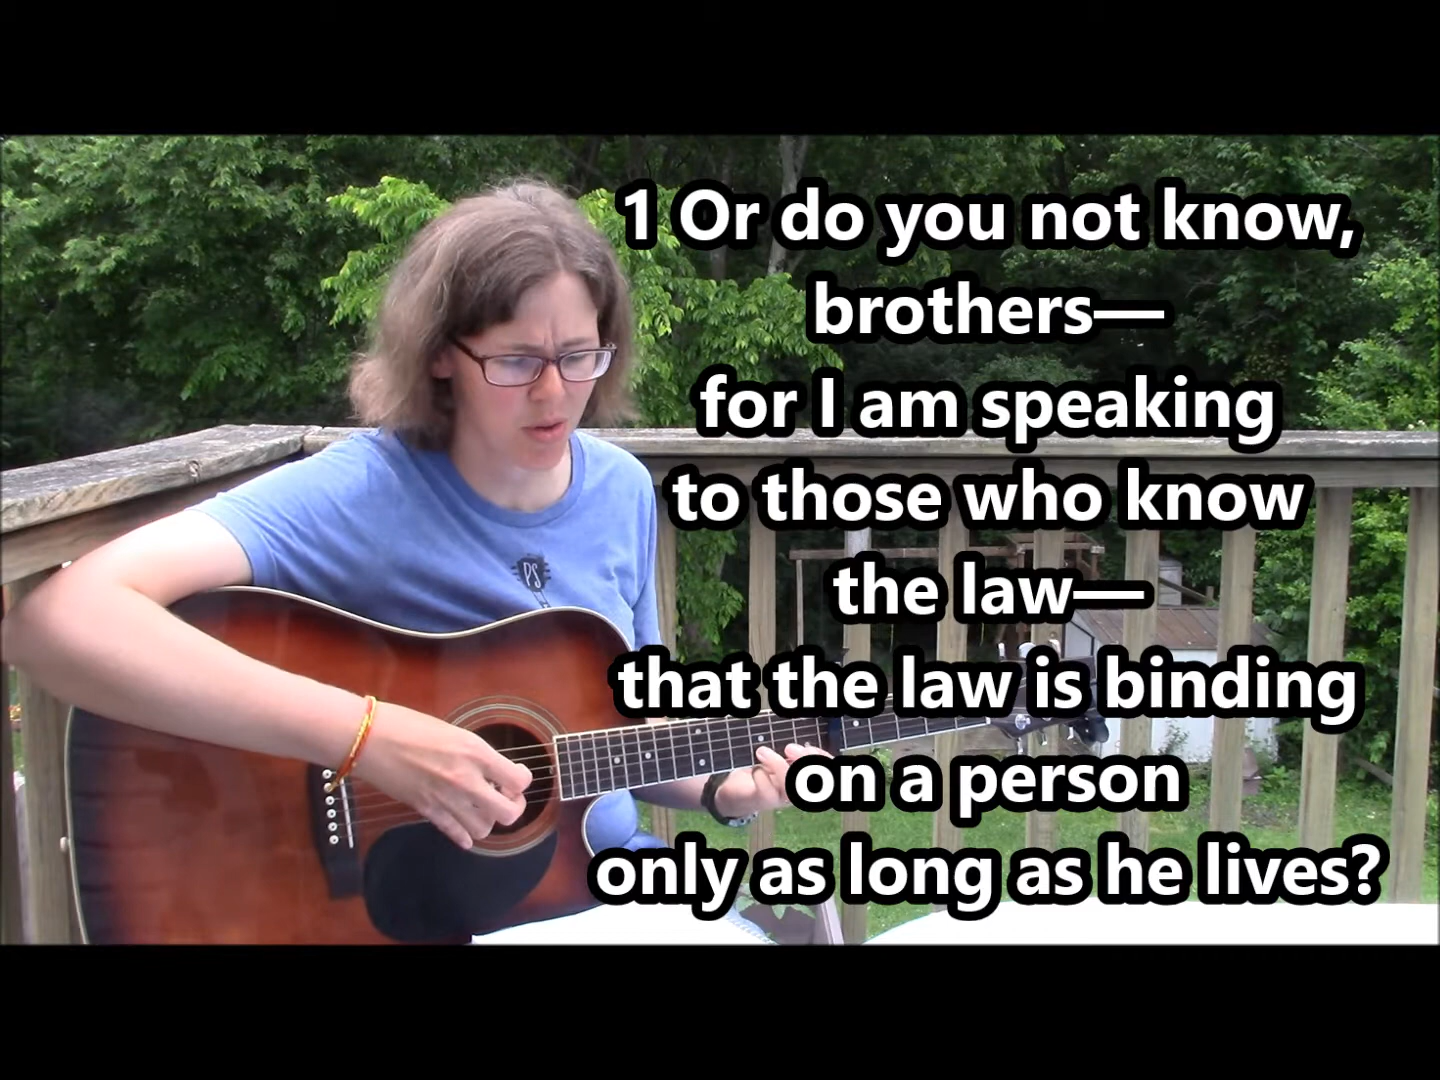 1 Or do you not know,
brothers—
for I am speaking
to those who know
the law—
that the law is binding
on a person
only as long as he lives?
PS